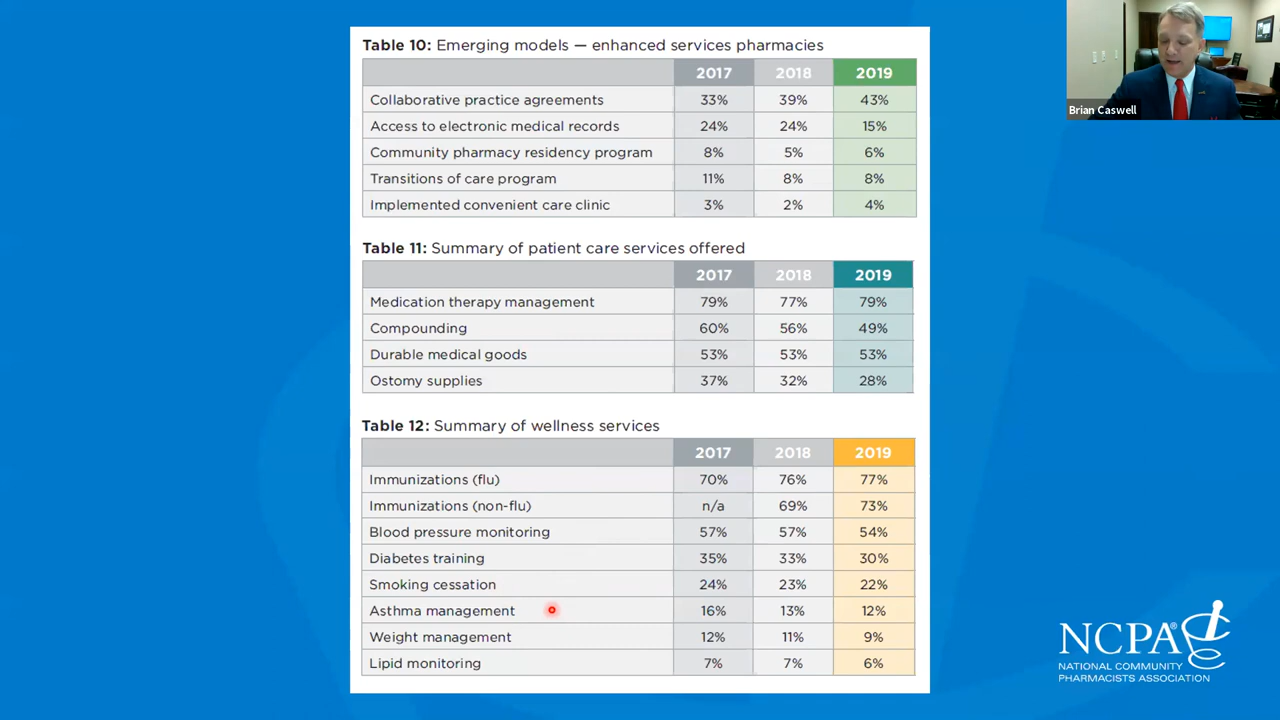 Table 10: Emerging models — enhanced services pharmacies
2017 2018 2019
Collaborative practice agreements 33% 39% 43%
Access to electronic medical records 24% 24% 15%
Community pharmacy residency program 8% 5% 6%
Transitions of care program 11% 8% 8%
Implemented convenient care clinic 3% 2% 4%
Table 11: Summary of patient care services offered
2017 2018 2019
Medication therapy management 79% 77% 79%
Compounding 60% 56% 49%
Durable medical goods 53% 53% 53%
Ostomy supplies 37% 32% 28%
Table 12: Summary of wellness services
2017 2018 2019
Immunizations (flu) 70% 76% 77%
Immunizations (non-flu) n/a 69% 73%
Blood pressure monitoring 57% 57% 54%
Diabetes training 35% 33% 30%
Smoking cessation 24% 23% 22%
Asthma management 16% 13% 12%
Weight management 12% 11% 9%
Lipid monitoring 7% 7% 6%
Brian Caswell
NCPA®
NATIONAL COMMUNITY
PHARMACISTS ASSOCIATION